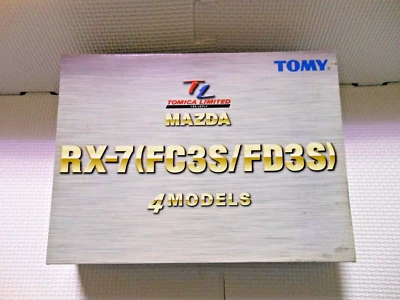 TOMY
TL
TOMICA LIMITED
MAZDA
RX-7(FC3S/FD3S)
4 MODELS